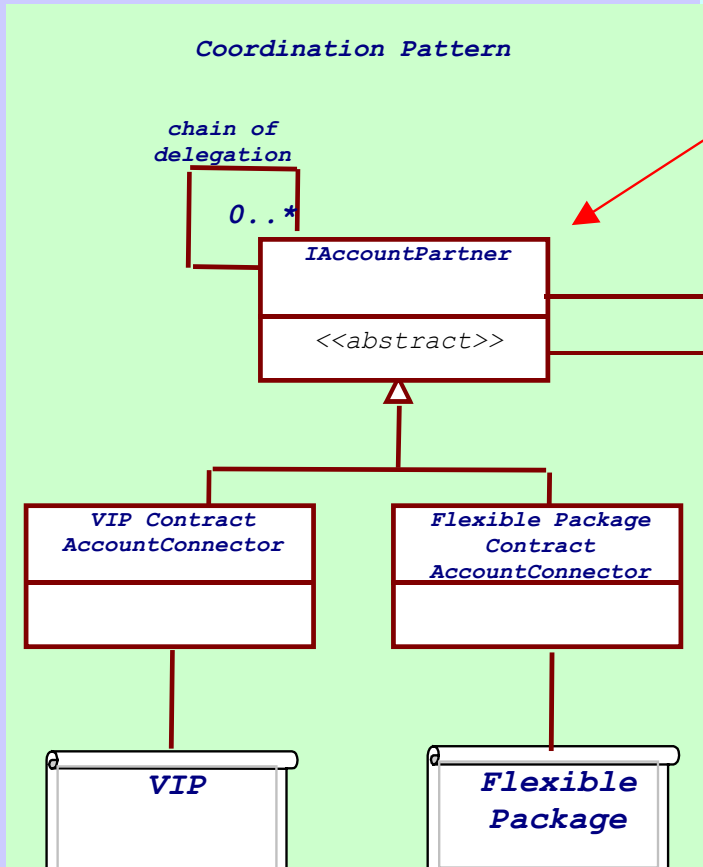 Coordination Pattern
chain of
delegation
0..*
IAccountPartner
<<abstract>>
VIP Contract
AccountConnector
Flexible Package
Contract
AccountConnector
VIP
Flexible
Package